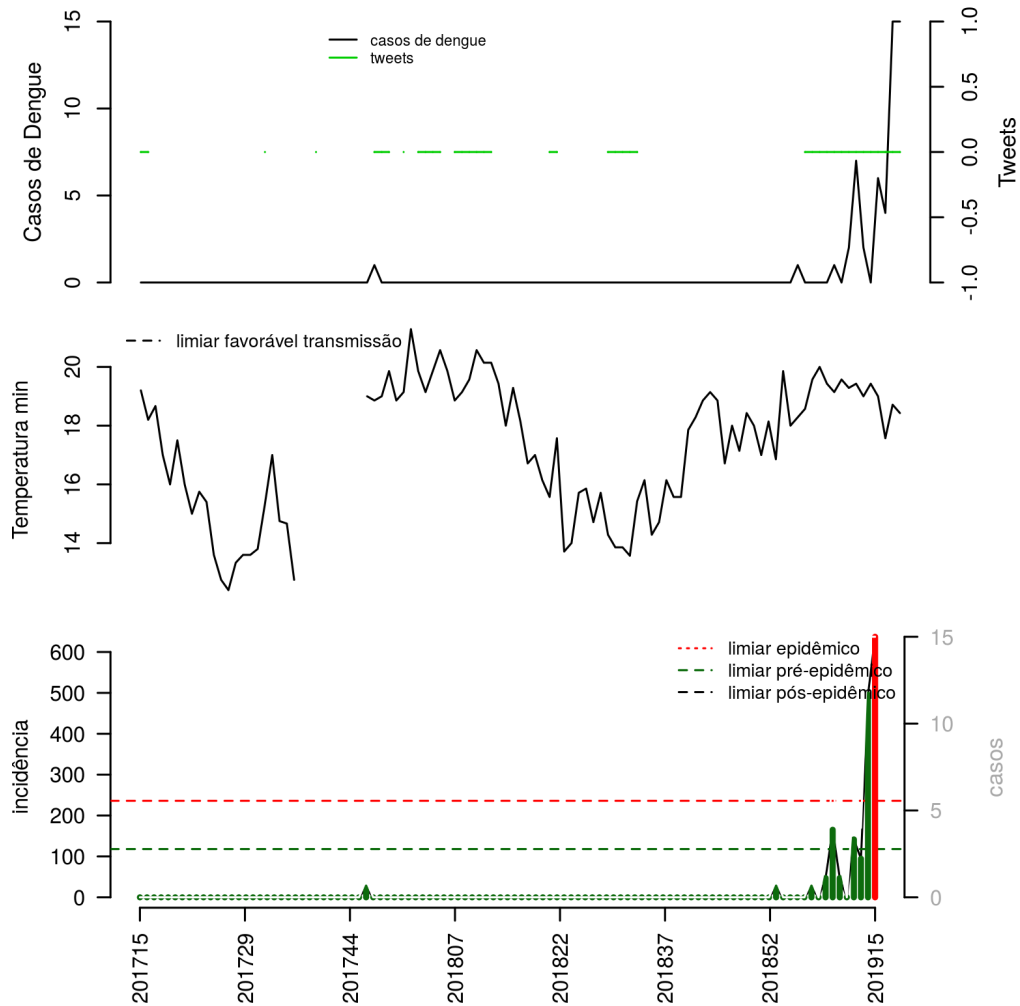 casos de dengue
tweets
Casos de Dengue
0
5
10
15
Tweets
-1.0
-0.5
0.0
0.5
1.0
limiar favorável transmissão
Temperatura min
14
16
18
20
limiar epidêmico
limiar pré-epidêmico
limiar pós-epidêmico
incidência
600
500
400
300
200
100
0
casos
15
10
5
0
201715
201729
201744
201807
201822
201837
201852
201915